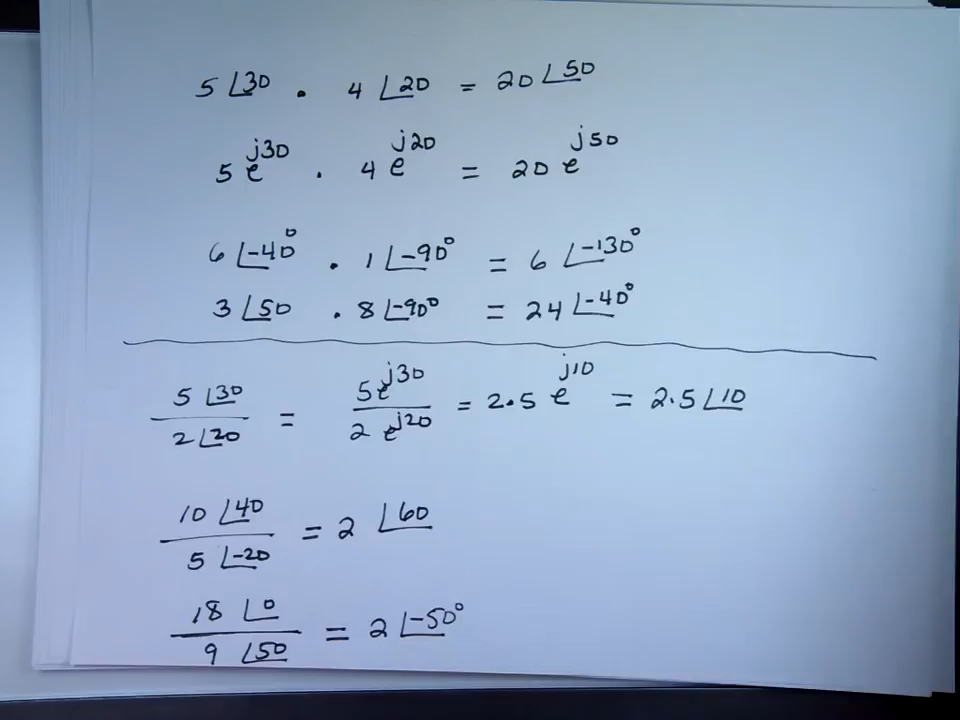 5 ∠30 · 4 ∠20 = 20 ∠50
5 e^j30 · 4 e^j20 = 20 e^j50
6 ∠-40° · 1 ∠-90° = 6 ∠-130°
3 ∠50 · 8 ∠-90° = 24 ∠-40°
5 ∠30 / 2 ∠20 = 5e^j30 / 2 e^j20 = 2.5 e^j10 = 2.5 ∠10
10 ∠40 / 5 ∠-20 = 2 ∠60
18 ∠0 / 9 ∠50 = 2 ∠-50°